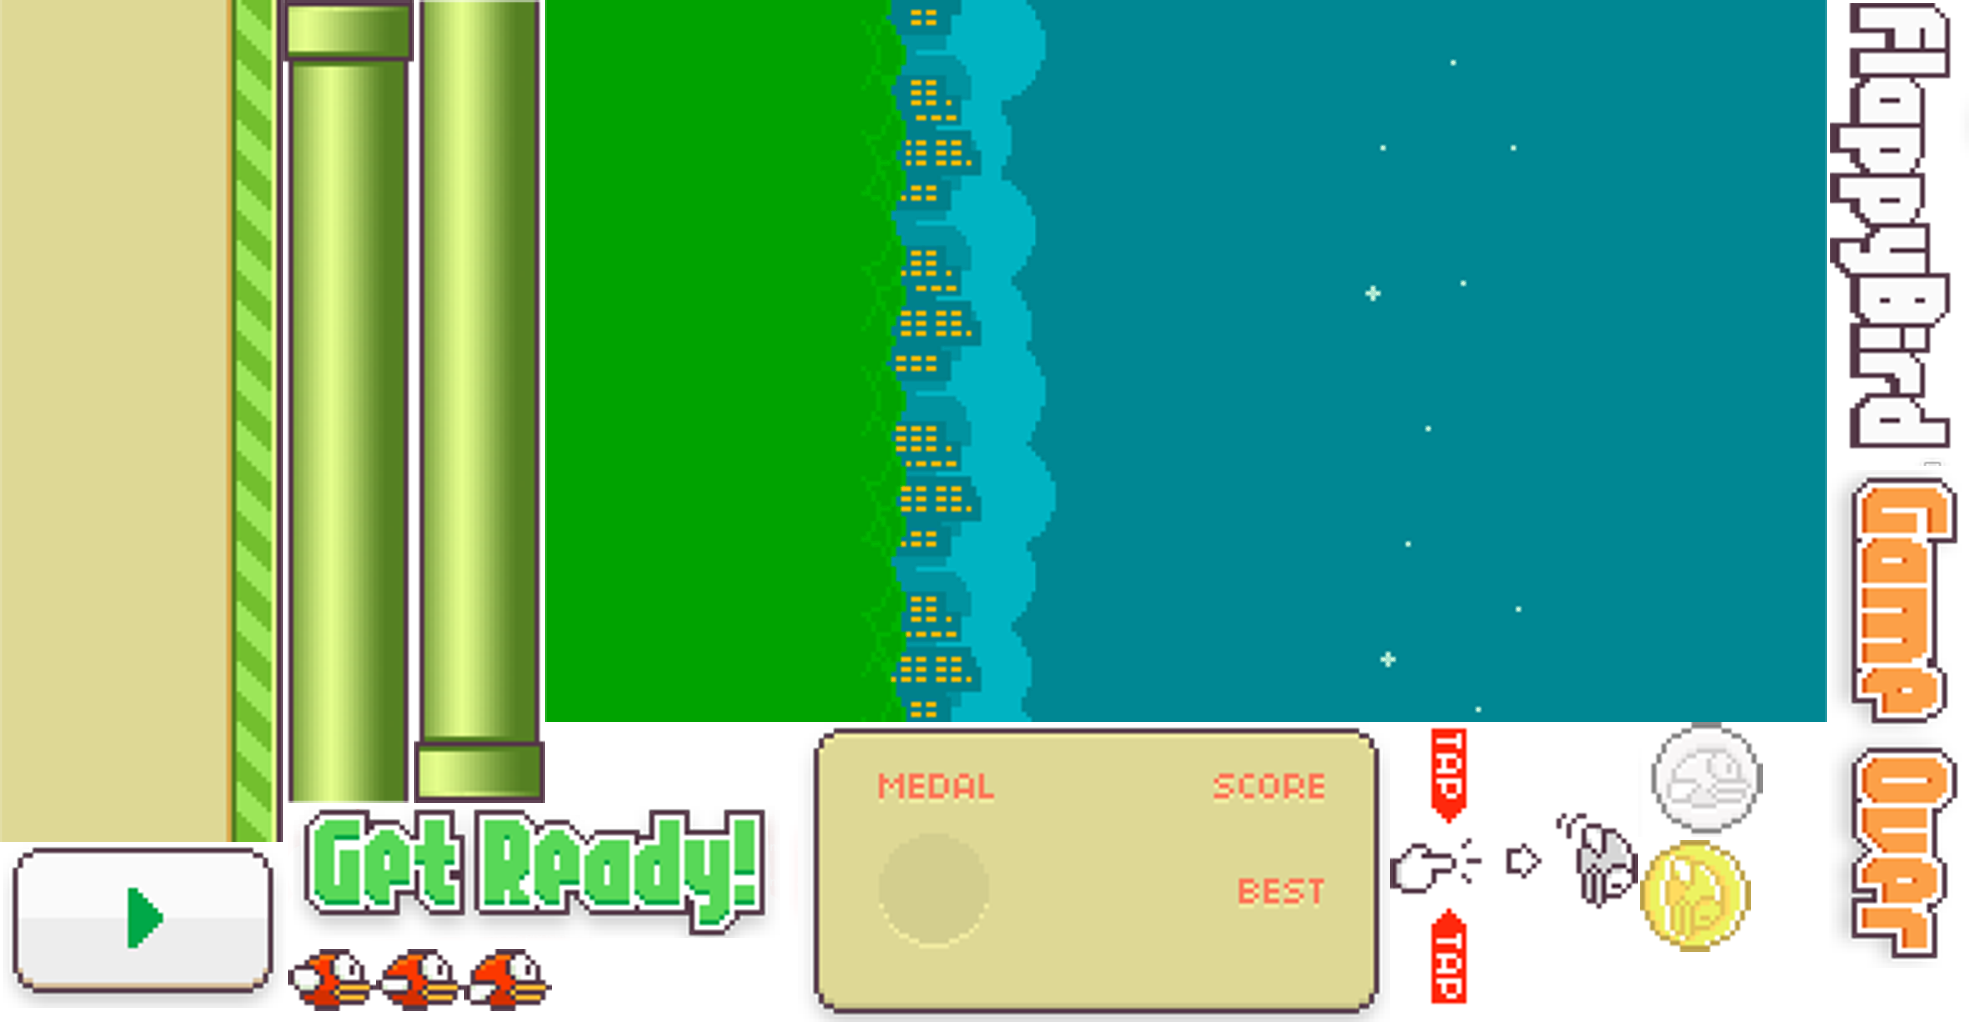 FlappyBird
Game Over
Get Ready!
MEDAL SCORE
BEST
TAP
TAP